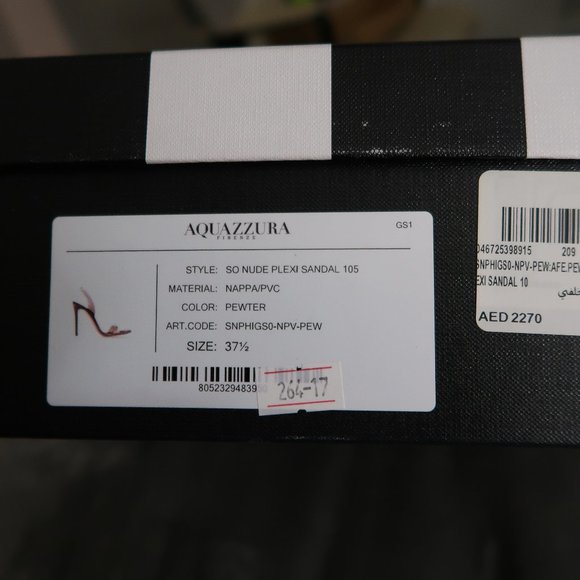 AQUAZZURA
FIRENZE
GS1
STYLE: SO NUDE PLEXI SANDAL 105
MATERIAL: NAPPA/PVC
COLOR: PEWTER
ART.CODE: SNPHIGS0-NPV-PEW
SIZE: 37½
80523294839
264-17
046725398915 209
SNPHIGS0-NPV-PEW:AFE.PEW
EXI SANDAL 10
خلفي
AED 2270